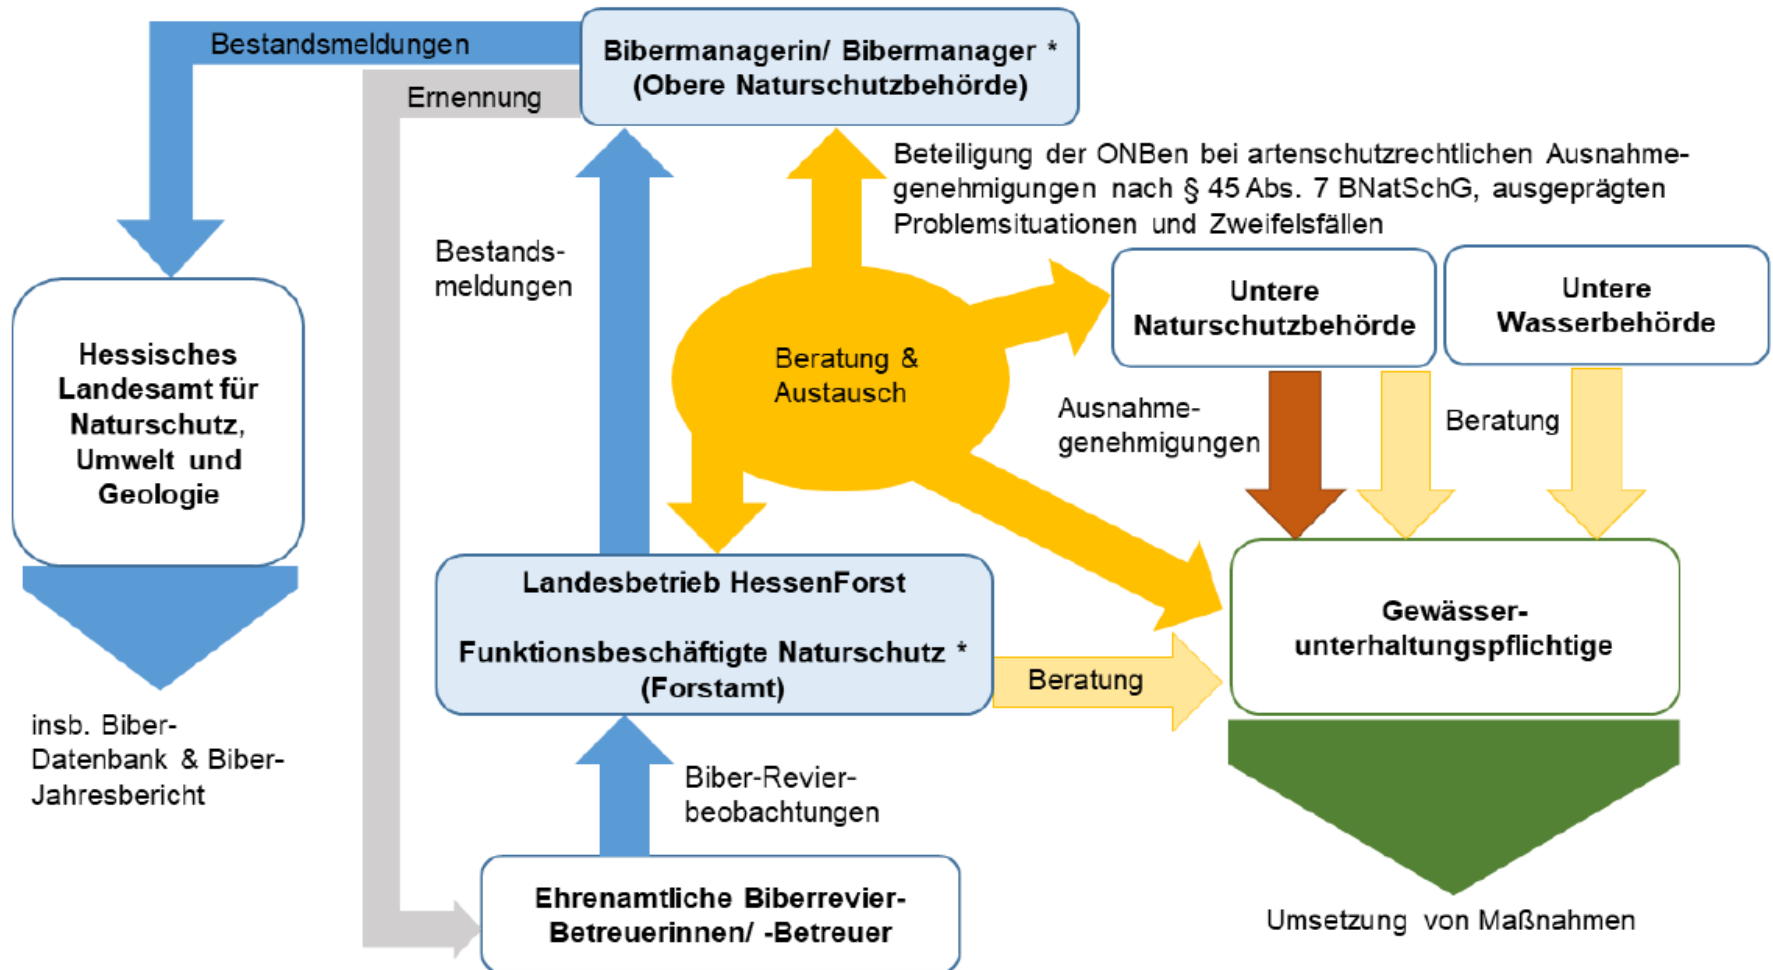 Bestandsmeldungen
Bibermanagerin/ Bibermanager *
(Obere Naturschutzbehörde)
Ernennung
Beteiligung der ONBen bei artenschutzrechtlichen Ausnahme-
genehmigungen nach § 45 Abs. 7 BNatSchG, ausgeprägten
Problemsituationen und Zweifelsfällen
Bestands-
meldungen
Untere
Naturschutzbehörde
Untere
Wasserbehörde
Hessisches
Landesamt für
Naturschutz,
Umwelt und
Geologie
Beratung &
Austausch
Ausnahme-
genehmigungen
Beratung
Landesbetrieb HessenForst
Funktionsbeschäftigte Naturschutz *
(Forstamt)
Beratung
Gewässer-
unterhaltungspflichtige
insb. Biber-
Datenbank & Biber-
Jahresbericht
Biber-Revier-
beobachtungen
Ehrenamtliche Biberrevier-
Betreuerinnen/ -Betreuer
Umsetzung von Maßnahmen